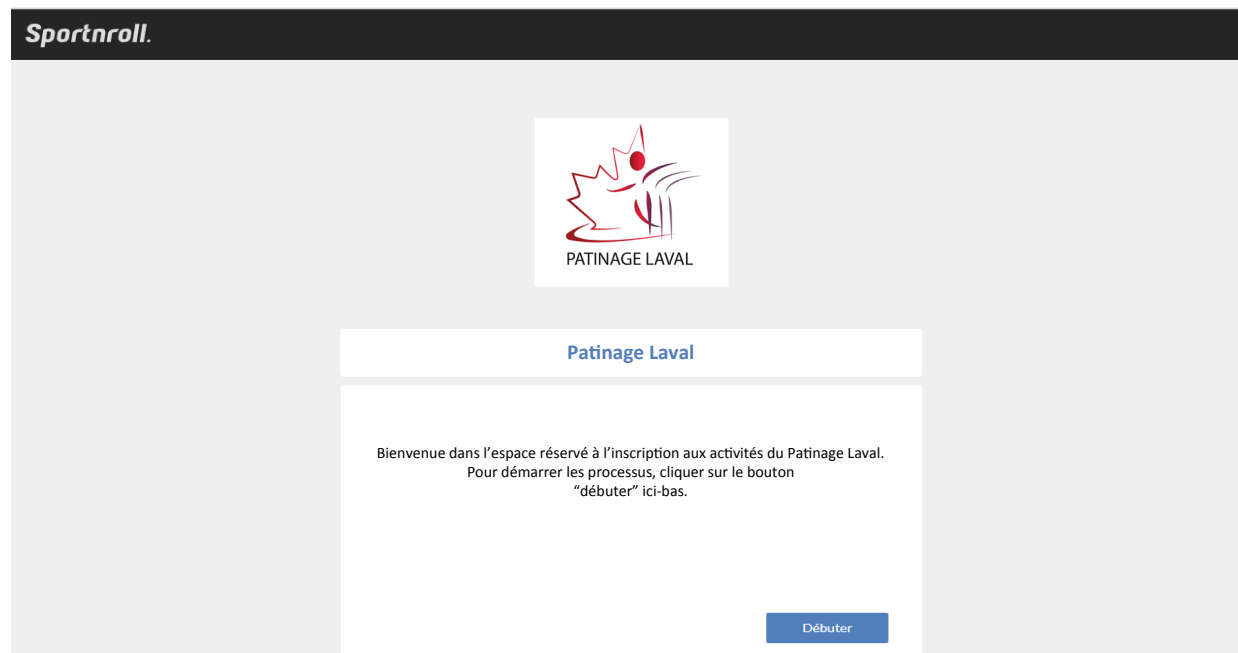 Sportnroll.
PATINAGE LAVAL
Patinage Laval
Bienvenue dans l’espace réservé à l’inscription aux activités du Patinage Laval.
Pour démarrer les processus, cliquer sur le bouton
“débuter” ici-bas.
Débuter